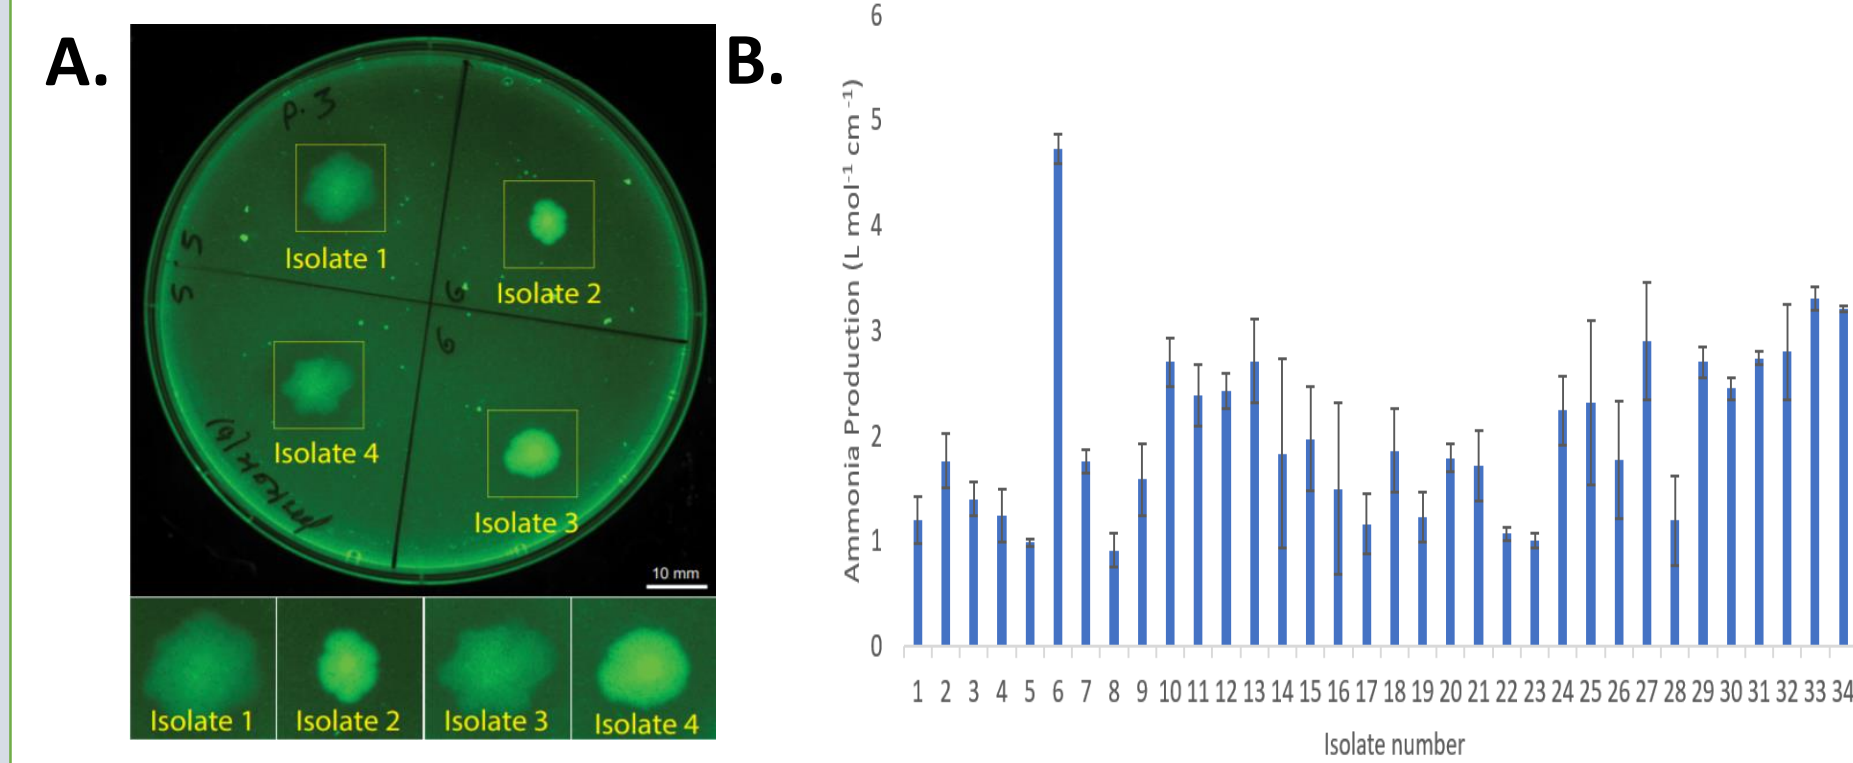 A.
P. 3
Isolate 1
Isolate 2
5
5
6
6
Isolate 4
Isolate 3
10 mm
Isolate 1
Isolate 2
Isolate 3
Isolate 4
B.
Ammonia Production (L mol⁻¹ cm ⁻¹)
6
5
4
3
2
1
0
1 2 3 4 5 6 7 8 9 10 11 12 13 14 15 16 17 18 19 20 21 22 23 24 25 26 27 28 29 30 31 32 33 34
Isolate number